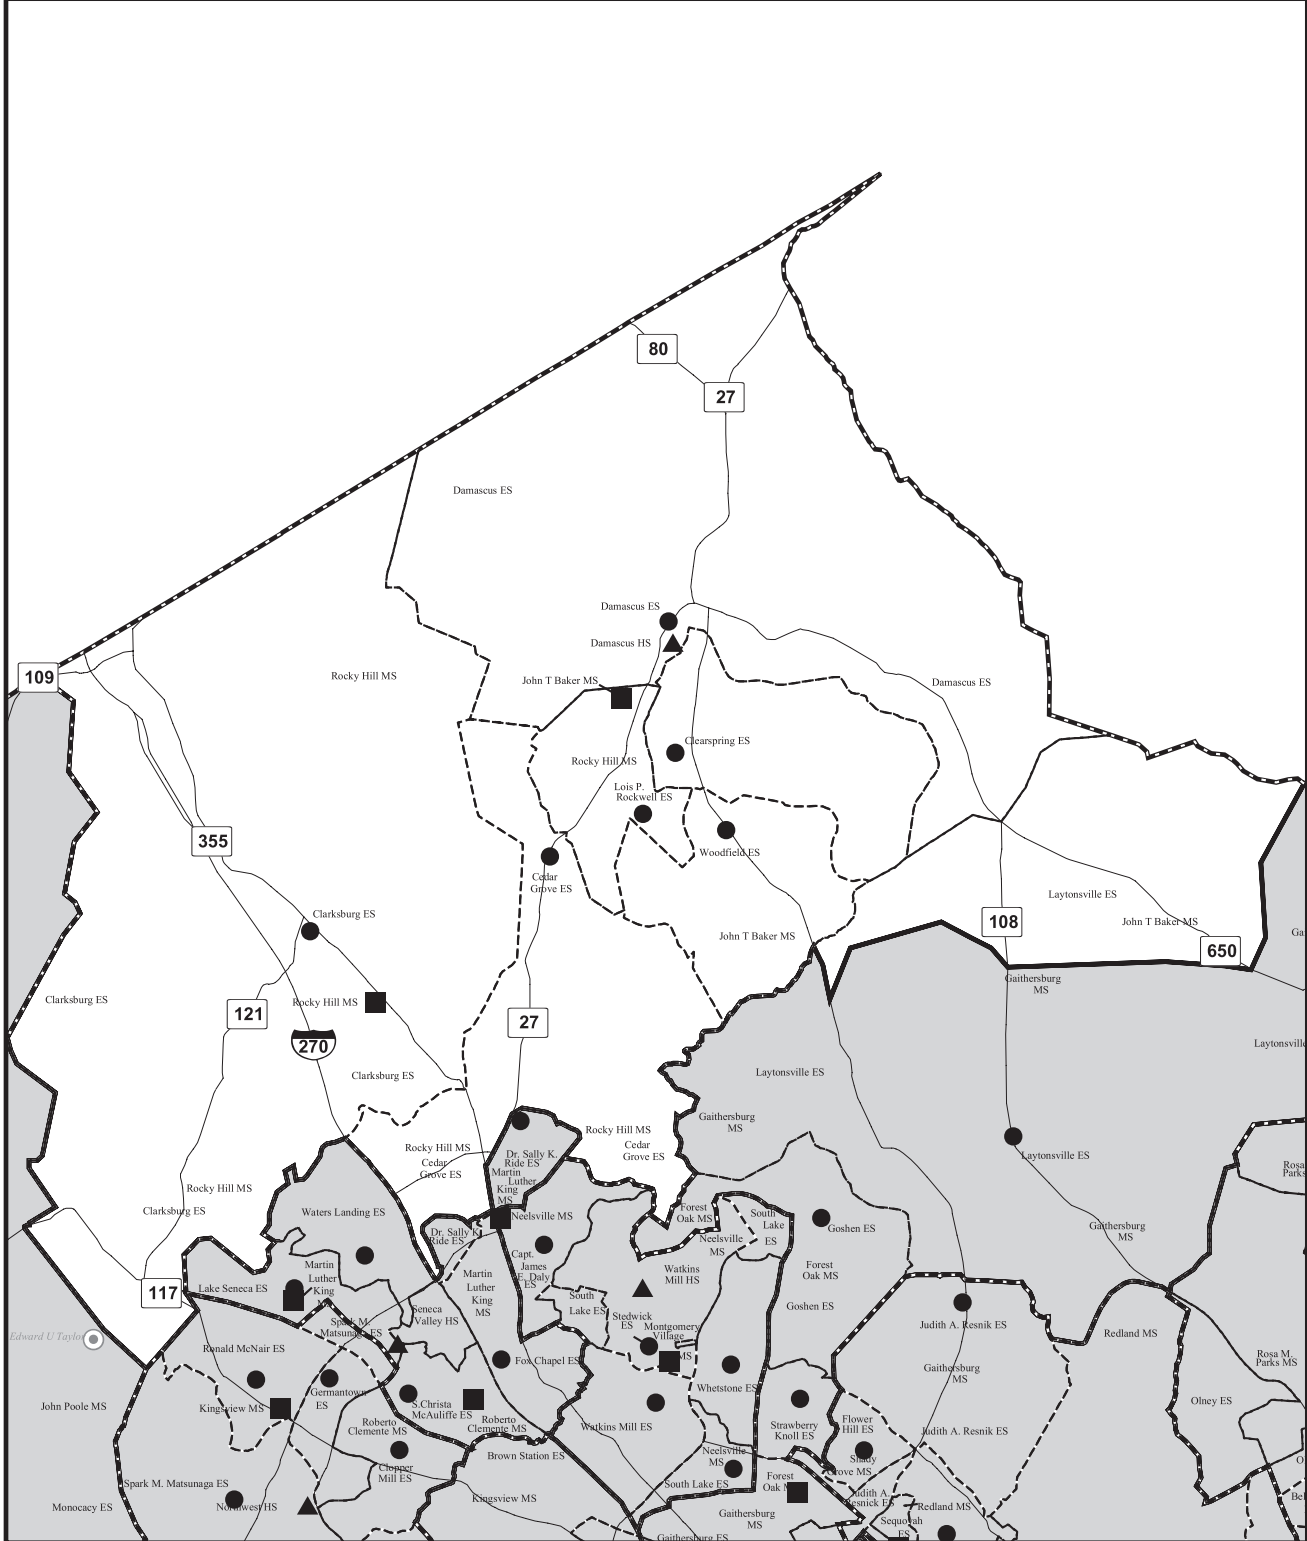 80
27
Damascus ES
Damascus ES
Damascus HS
109
Rocky Hill MS
John T Baker MS
Damascus ES
Clearspring ES
Rocky Hill MS
Lois P.
Rockwell ES
355
Woodfield ES
Cedar
Grove ES
Laytonsville ES
Clarksburg ES
108
John T Baker MS
John T Baker MS
650
Gaithersburg
MS
Clarksburg ES
Rocky Hill MS
121
27
270
Laytonsville
Clarksburg ES
Laytonsville ES
Gaithersburg
MS
Rocky Hill MS
Cedar
Grove ES
Rocky Hill MS
Cedar
Grove ES
Dr. Sally K.
Ride ES
Laytonsville ES
Martin
Luther
King
MS
Rocky Hill MS
Clarksburg ES
Waters Landing ES
Neelsville MS
Forest
Oak MS
South
Lake
ES
Goshen ES
Gaithersburg
MS
Dr. Sally K.
Ride ES
Neelsville
MS
Capt.
James
E. Daly
ES
Watkins
Mill HS
Forest
Oak MS
Martin
Luther
King
Martin
Luther
King
MS
Lake Seneca ES
117
South
Lake ES
Goshen ES
Seneca
Valley HS
Stedwick
ES
Spark M.
Matsunaga ES
Montgomery
Village
MS
Judith A. Resnik ES
Redland MS
Edward U Taylor
Ronald McNair ES
Fox Chapel ES
Rosa M.
Parks MS
Gaithersburg
MS
Germantown
ES
Whetstone ES
Olney ES
John Poole MS
Kingsview MS
S.Christa
McAuliffe ES
Roberto
Clemente MS
Roberto
Clemente MS
Watkins Mill ES
Strawberry
Knoll ES
Flower
Hill ES
Judith A. Resnik ES
Brown Station ES
Neelsville
MS
Shady
Grove MS
Clopper
Mill ES
Spark M. Matsunaga ES
South Lake ES
Forest
Oak
Judith A.
Resnick ES
Monocacy ES
Northwest HS
Kingsview MS
Redland MS
Gaithersburg
MS
Sequoyah
ES
Gaithersburg ES